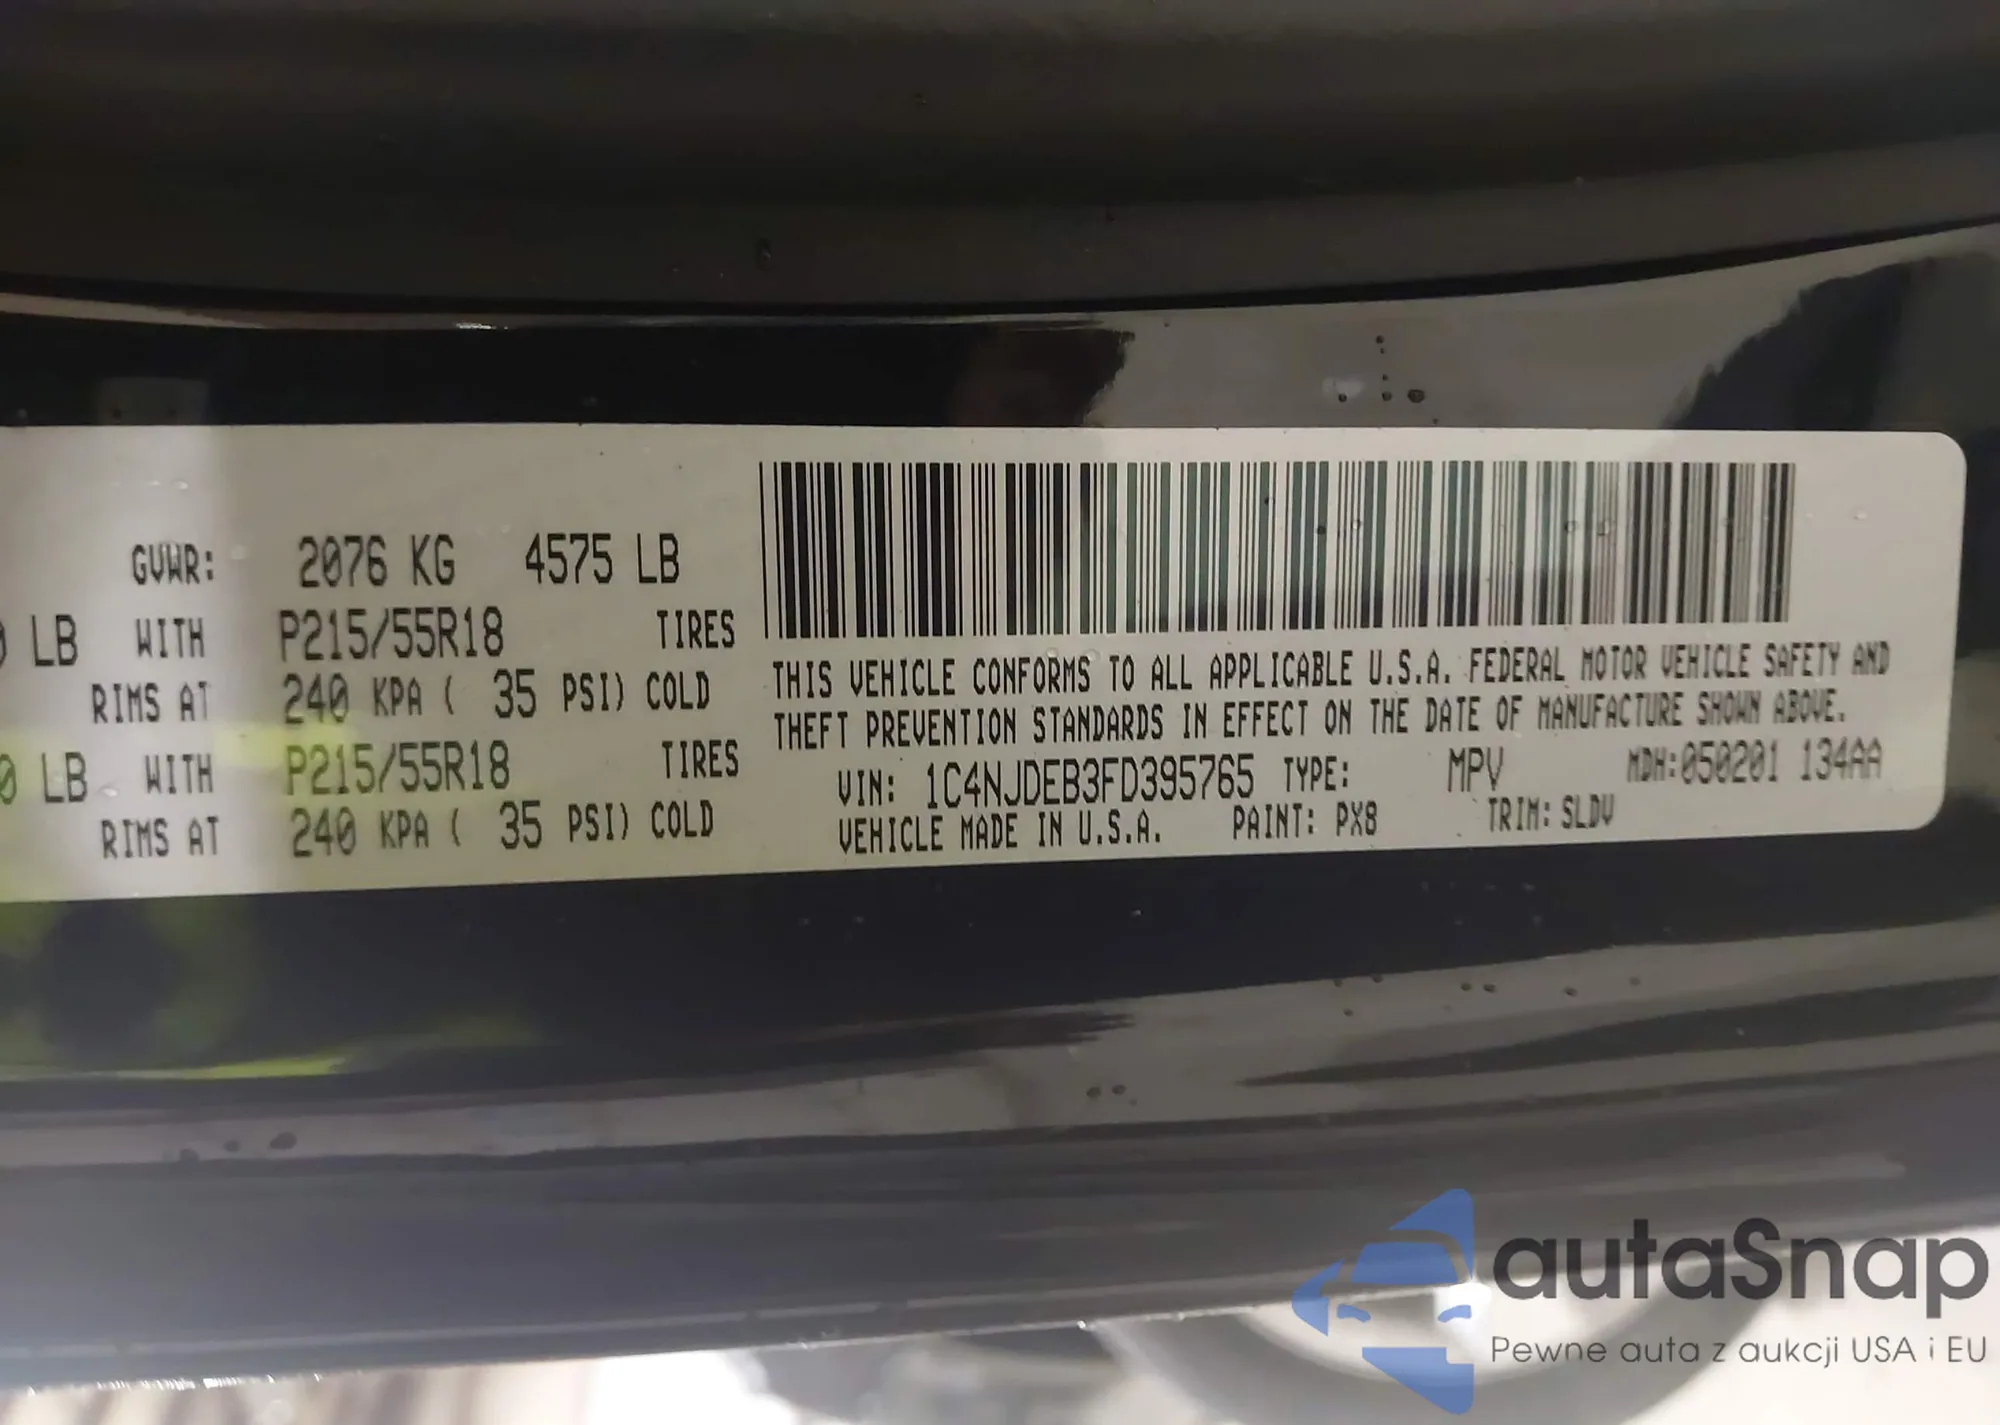 GVWR: 2076 KG 4575 LB
LB WITH P215/55R18 TIRES
RIMS AT 240 KPA ( 35 PSI) COLD
0 LB WITH P215/55R18 TIRES
RIMS AT 240 KPA ( 35 PSI) COLD
THIS VEHICLE CONFORMS TO ALL APPLICABLE U.S.A. FEDERAL MOTOR VEHICLE SAFETY AND
THEFT PREVENTION STANDARDS IN EFFECT ON THE DATE OF MANUFACTURE SHOWN ABOVE.
VIN: 1C4NJDEB3FD395765 TYPE: MPV MDH:050201 134AA
VEHICLE MADE IN U.S.A. PAINT: PX8 TRIM: SLDV
autaSnap
Pewne auta z aukcji USA i EU